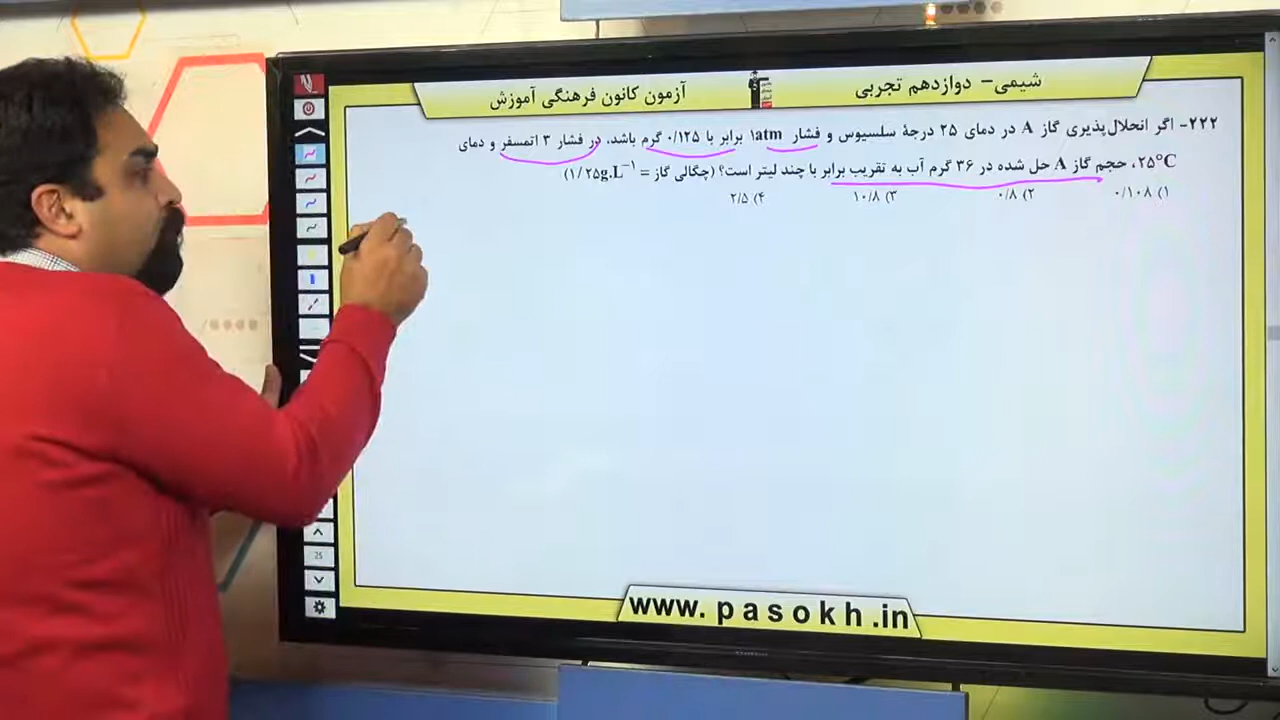 شیمی- دوازدهم تجربی
آزمون کانون فرهنگی آموزش
۲۲۲- اگر انحلال‌پذیری گاز A در دمای ۲۵ درجهٔ سلسیوس و فشار ۱atm برابر با ۰/۱۲۵ گرم باشد، در فشار ۳ اتمسفر و دمای
۲۵°C، حجم گاز A حل شده در ۳۶ گرم آب به تقریب برابر با چند لیتر است؟ (چگالی گاز = ۱/۲۵g.L⁻¹)
۱) ۰/۱۰۸ ۲) ۰/۸ ۳) ۱۰/۸ ۴) ۲/۵
25
www.pasokh.in